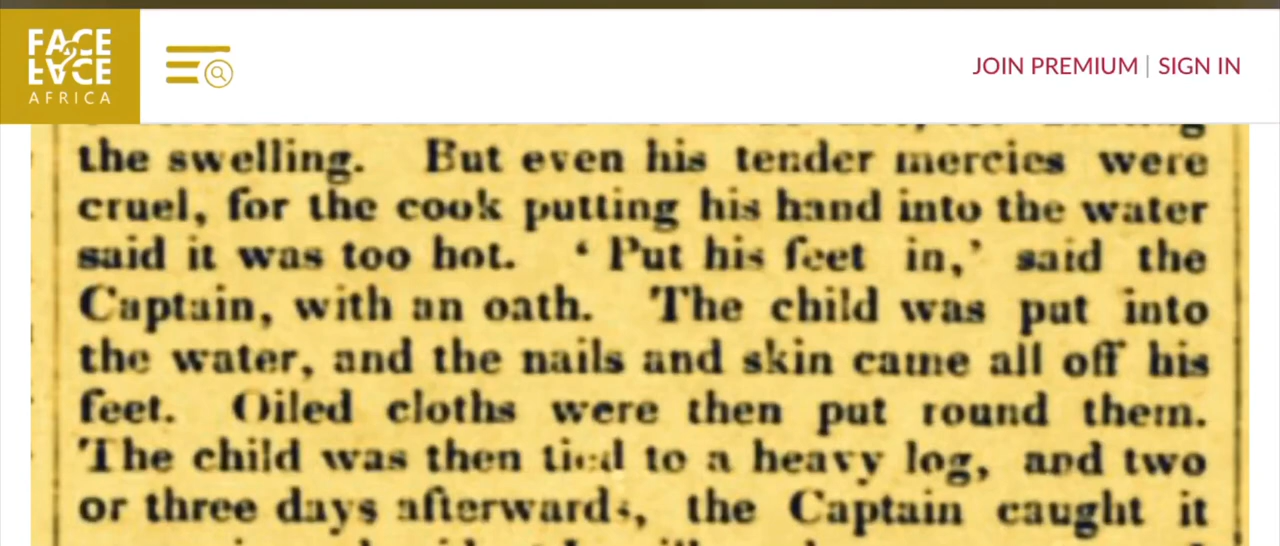 FACE
2
FACE
AFRICA
JOIN PREMIUM | SIGN IN
the swelling. But even his tender mercies were
cruel, for the cook putting his hand into the water
said it was too hot. ‘ Put his feet in,’ said the
Captain, with an oath. The child was put into
the water, and the nails and skin came all off his
feet. Oiled cloths were then put round them.
The child was then tied to a heavy log, and two
or three days afterwards, the Captain caught it